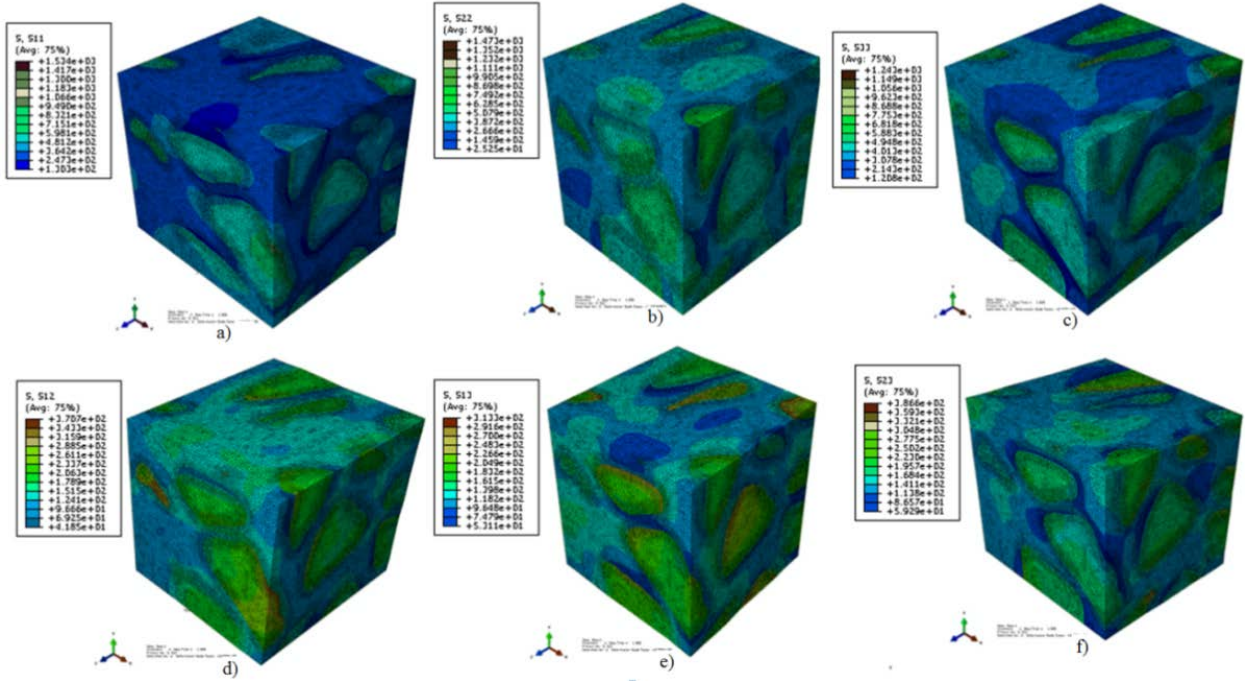 S, S11
(Avg: 75%)
+1.534e+03
+1.417e+03
+1.300e+03
+1.183e+03
+1.066e+03
+9.490e+02
+8.321e+02
+7.151e+02
+5.981e+02
+4.812e+02
+3.642e+02
+2.473e+02
+1.303e+02
a)
S, S22
(Avg: 75%)
+1.473e+03
+1.352e+03
+1.232e+03
+1.111e+03
+9.905e+02
+8.698e+02
+7.492e+02
+6.285e+02
+5.079e+02
+3.872e+02
+2.666e+02
+1.459e+02
+2.525e+01
b)
S, S33
(Avg: 75%)
+1.243e+03
+1.149e+03
+1.056e+03
+9.623e+02
+8.688e+02
+7.753e+02
+6.818e+02
+5.883e+02
+4.948e+02
+4.013e+02
+3.078e+02
+2.143e+02
+1.208e+02
c)
S, S12
(Avg: 75%)
+3.707e+02
+3.433e+02
+3.159e+02
+2.885e+02
+2.611e+02
+2.337e+02
+2.063e+02
+1.789e+02
+1.515e+02
+1.241e+02
+9.666e+01
+6.925e+01
+4.185e+01
d)
S, S13
(Avg: 75%)
+3.133e+02
+2.916e+02
+2.700e+02
+2.483e+02
+2.266e+02
+2.049e+02
+1.832e+02
+1.615e+02
+1.398e+02
+1.182e+02
+9.648e+01
+7.479e+01
+5.311e+01
e)
S, S23
(Avg: 75%)
+3.866e+02
+3.593e+02
+3.321e+02
+3.048e+02
+2.775e+02
+2.502e+02
+2.230e+02
+1.957e+02
+1.684e+02
+1.411e+02
+1.138e+02
+8.657e+01
+5.929e+01
f)